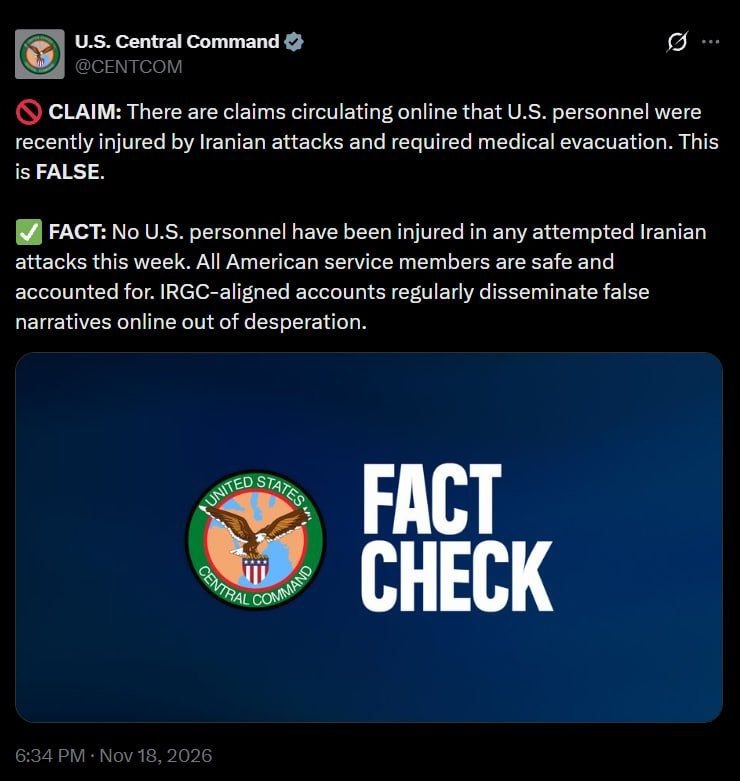 U.S. Central Command
@CENTCOM
🚫 CLAIM: There are claims circulating online that U.S. personnel were
recently injured by Iranian attacks and required medical evacuation. This
is FALSE.
✅ FACT: No U.S. personnel have been injured in any attempted Iranian
attacks this week. All American service members are safe and
accounted for. IRGC-aligned accounts regularly disseminate false
narratives online out of desperation.
UNITED STATES
CENTRAL COMMAND
FACT
CHECK
6:34 PM · Nov 18, 2026